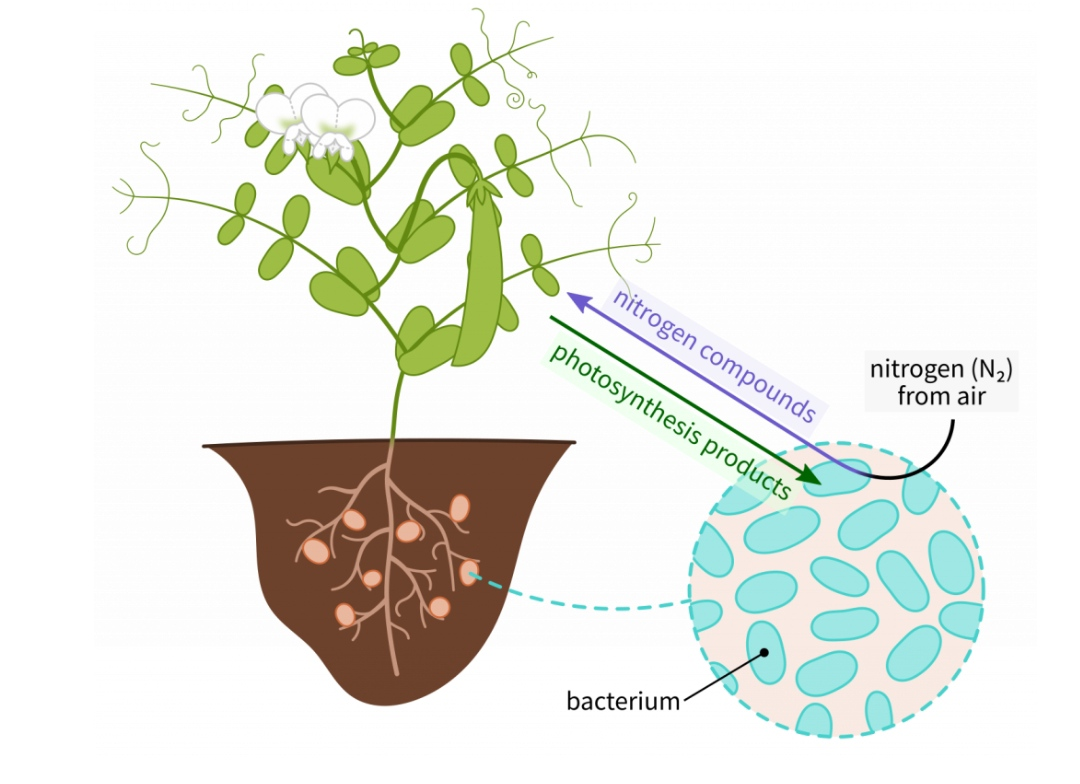 nitrogen compounds
photosynthesis products
nitrogen (N₂)
from air
bacterium